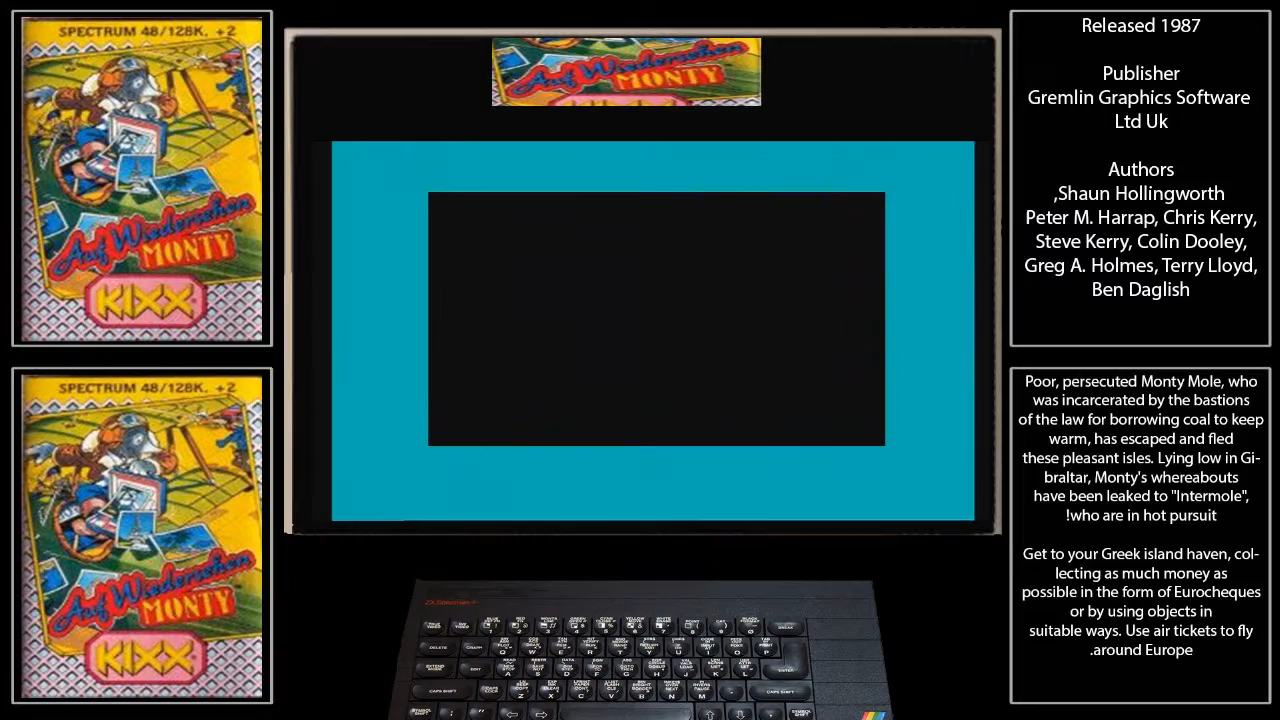 SPECTRUM 48/128K, +2
Auf Wiedersehen
MONTY
KIXX
SPECTRUM 48/128K, +2
Auf Wiedersehen
MONTY
KIXX
Auf Wiedersehen
MONTY
Released 1987
Publisher
Gremlin Graphics Software
Ltd Uk
Authors
,Shaun Hollingworth
Peter M. Harrap, Chris Kerry,
Steve Kerry, Colin Dooley,
Greg A. Holmes, Terry Lloyd,
Ben Daglish
Poor, persecuted Monty Mole, who
was incarcerated by the bastions
of the law for borrowing coal to keep
warm, has escaped and fled
these pleasant isles. Lying low in Gi-
braltar, Monty's whereabouts
have been leaked to "Intermole",
!who are in hot pursuit
Get to your Greek island haven, col-
lecting as much money as
possible in the form of Eurocheques
or by using objects in
suitable ways. Use air tickets to fly
.around Europe